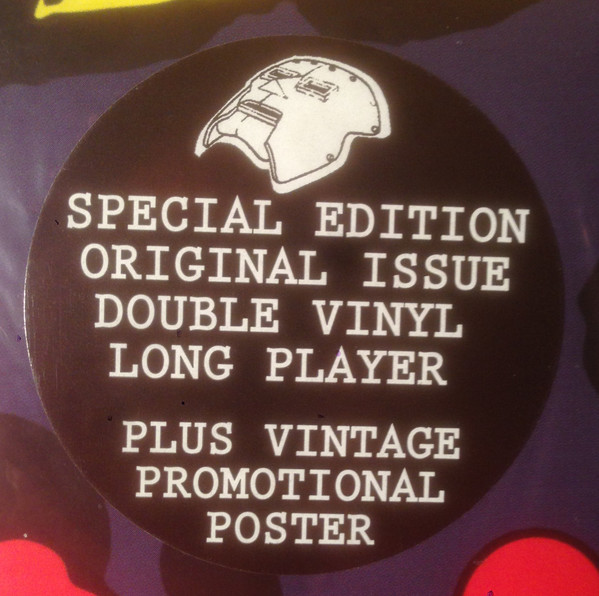 SPECIAL EDITION
ORIGINAL ISSUE
DOUBLE VINYL
LONG PLAYER
PLUS VINTAGE
PROMOTIONAL
POSTER